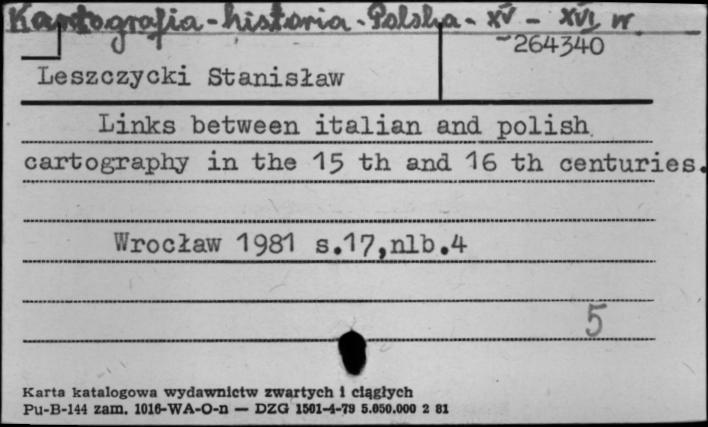 Kartografia - historia - Polska - XV - XVI w.
264340
Leszczycki Stanisław
Links between italian and polish
cartography in the 15 th and 16 th centuries.
Wrocław 1981 s.17,nlb.4
5
Karta katalogowa wydawnictw zwartych i ciągłych
Pu-B-144 zam. 1016-WA-O-n — DZG 1501-4-79 5.050.000 2 81